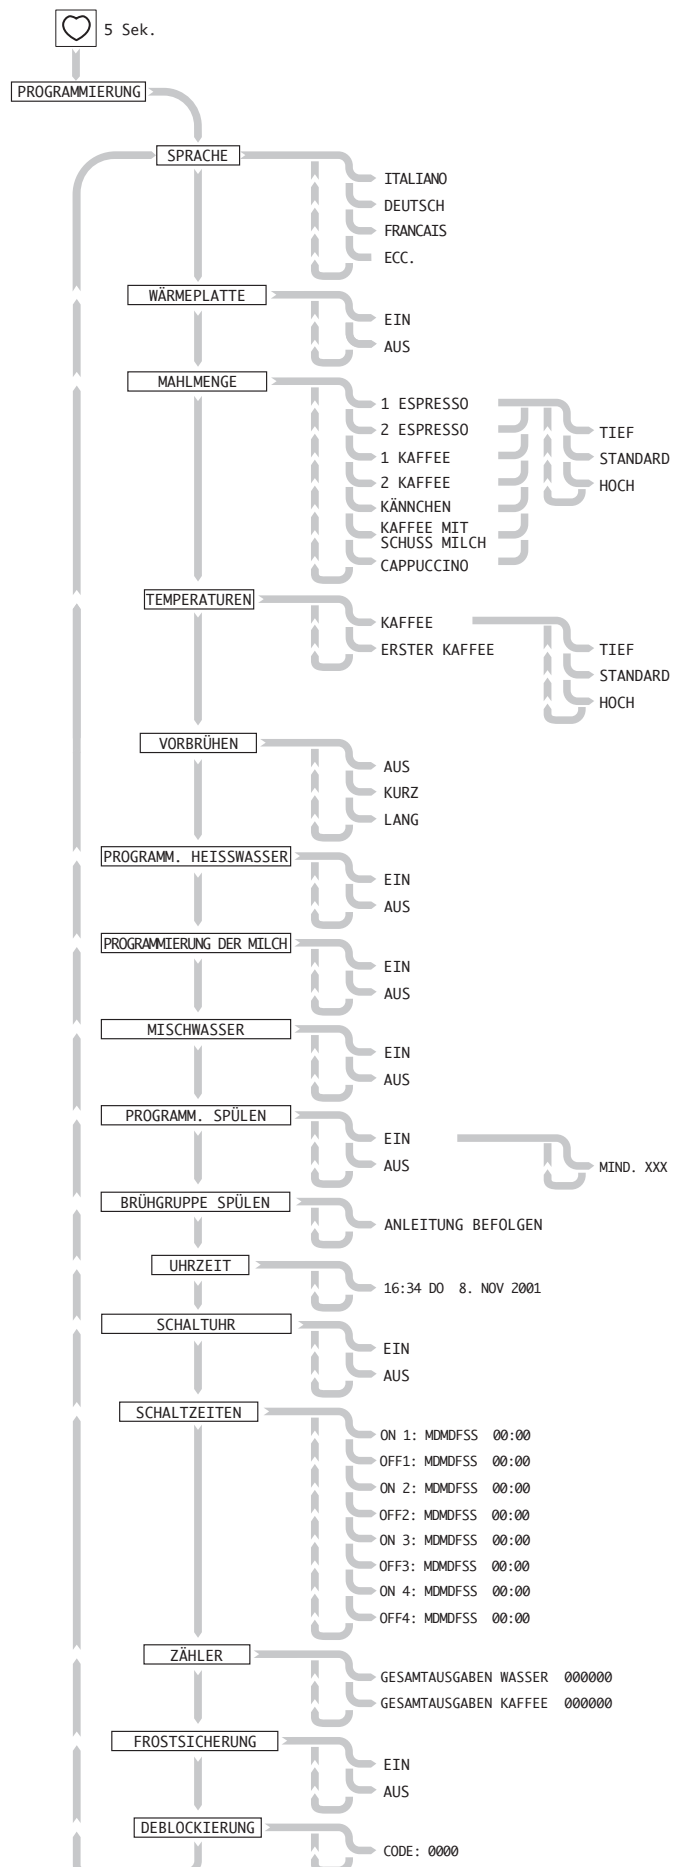 5 Sek.
PROGRAMMIERUNG
SPRACHE
ITALIANO
DEUTSCH
FRANCAIS
ECC.
WÄRMEPLATTE
EIN
AUS
MAHLMENGE
1 ESPRESSO
2 ESPRESSO
1 KAFFEE
2 KAFFEE
KÄNNCHEN
KAFFEE MIT
SCHUSS MILCH
CAPPUCCINO
TIEF
STANDARD
HOCH
TEMPERATUREN
KAFFEE
ERSTER KAFFEE
TIEF
STANDARD
HOCH
VORBRÜHEN
AUS
KURZ
LANG
PROGRAMM. HEISSWASSER
EIN
AUS
PROGRAMMIERUNG DER MILCH
EIN
AUS
MISCHWASSER
EIN
AUS
PROGRAMM. SPÜLEN
EIN
AUS
MIND. XXX
BRÜHGRUPPE SPÜLEN
ANLEITUNG BEFOLGEN
UHRZEIT
16:34 DO 8. NOV 2001
SCHALTUHR
EIN
AUS
SCHALTZEITEN
ON 1: MDMDFSS 00:00
OFF1: MDMDFSS 00:00
ON 2: MDMDFSS 00:00
OFF2: MDMDFSS 00:00
ON 3: MDMDFSS 00:00
OFF3: MDMDFSS 00:00
ON 4: MDMDFSS 00:00
OFF4: MDMDFSS 00:00
ZÄHLER
GESAMTAUSGABEN WASSER 000000
GESAMTAUSGABEN KAFFEE 000000
FROSTSICHERUNG
EIN
AUS
DEBLOCKIERUNG
CODE: 0000